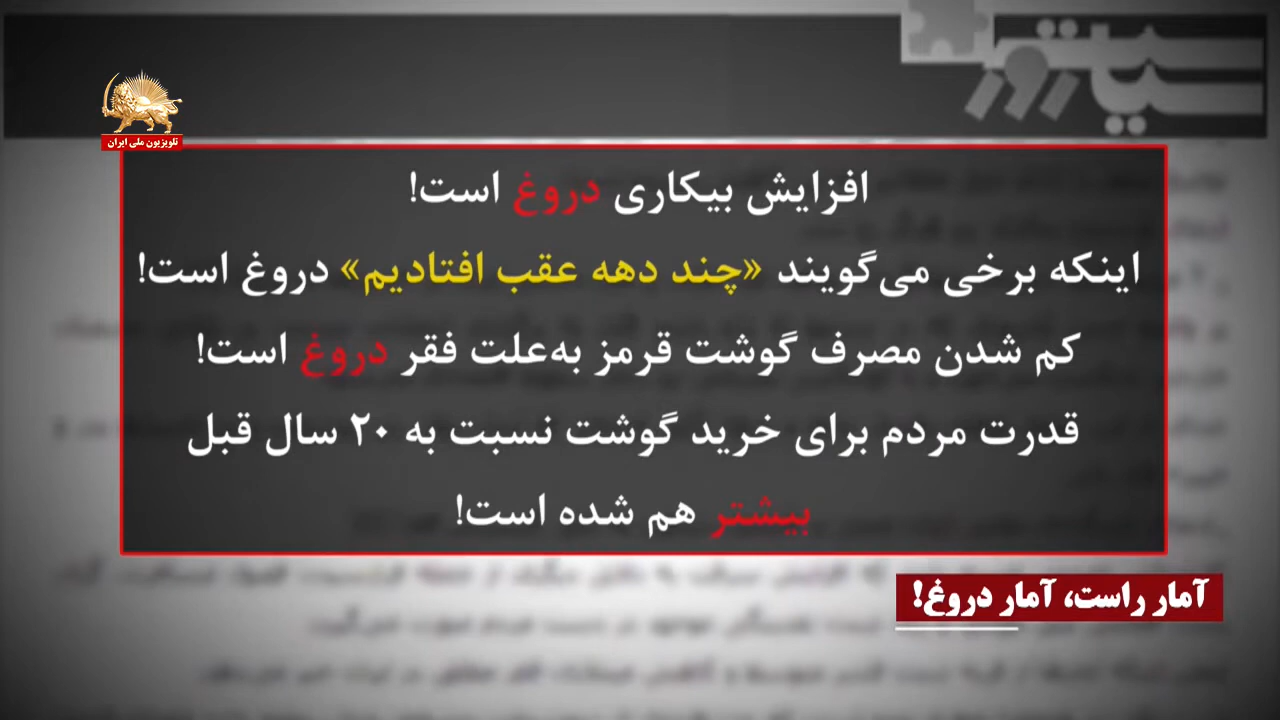 سیاست روز
تلویزیون ملی ایران
افزایش بیکاری دروغ است!
اینکه برخی می‌گویند «چند دهه عقب افتادیم» دروغ است!
کم شدن مصرف گوشت قرمز به‌علت فقر دروغ است!
قدرت مردم برای خرید گوشت نسبت به ۲۰ سال قبل
بیشتر هم شده است!
آمار راست، آمار دروغ!